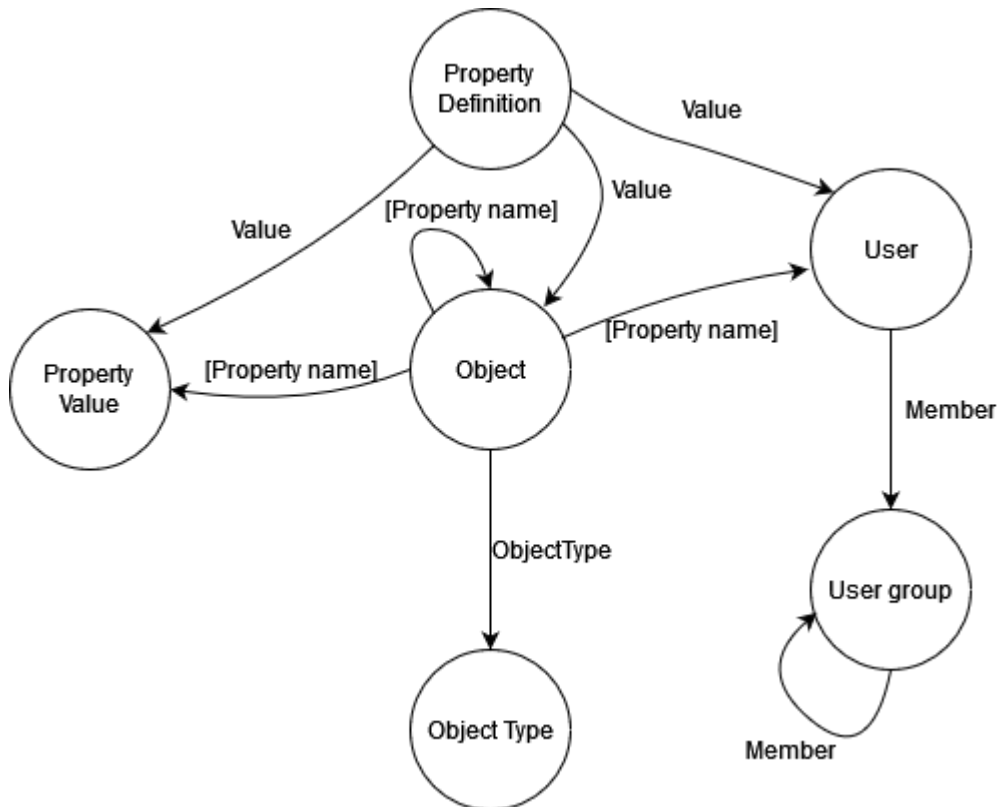 Property
Definition
Value
Value
[Property name]
Value
User
[Property name]
Object
[Property name]
Property
Value
Member
ObjectType
User group
Object Type
Member